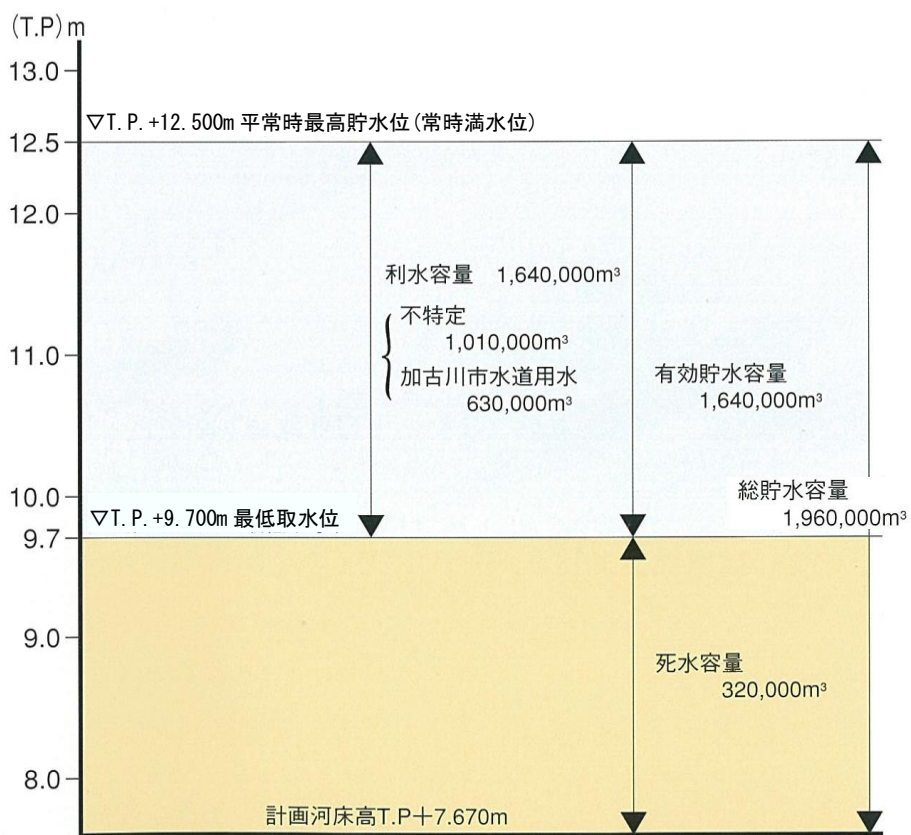 (T.P)m
13.0
▽T.P.+12.500m 平常時最高貯水位(常時満水位)
12.5
12.0
利水容量 1,640,000m³
不特定
1,010,000m³
11.0
加古川市水道用水
630,000m³
有効貯水容量
1,640,000m³
総貯水容量
1,960,000m³
10.0
▽T.P.+9.700m 最低取水位
9.7
9.0
死水容量
320,000m³
8.0
計画河床高T.P+7.670m